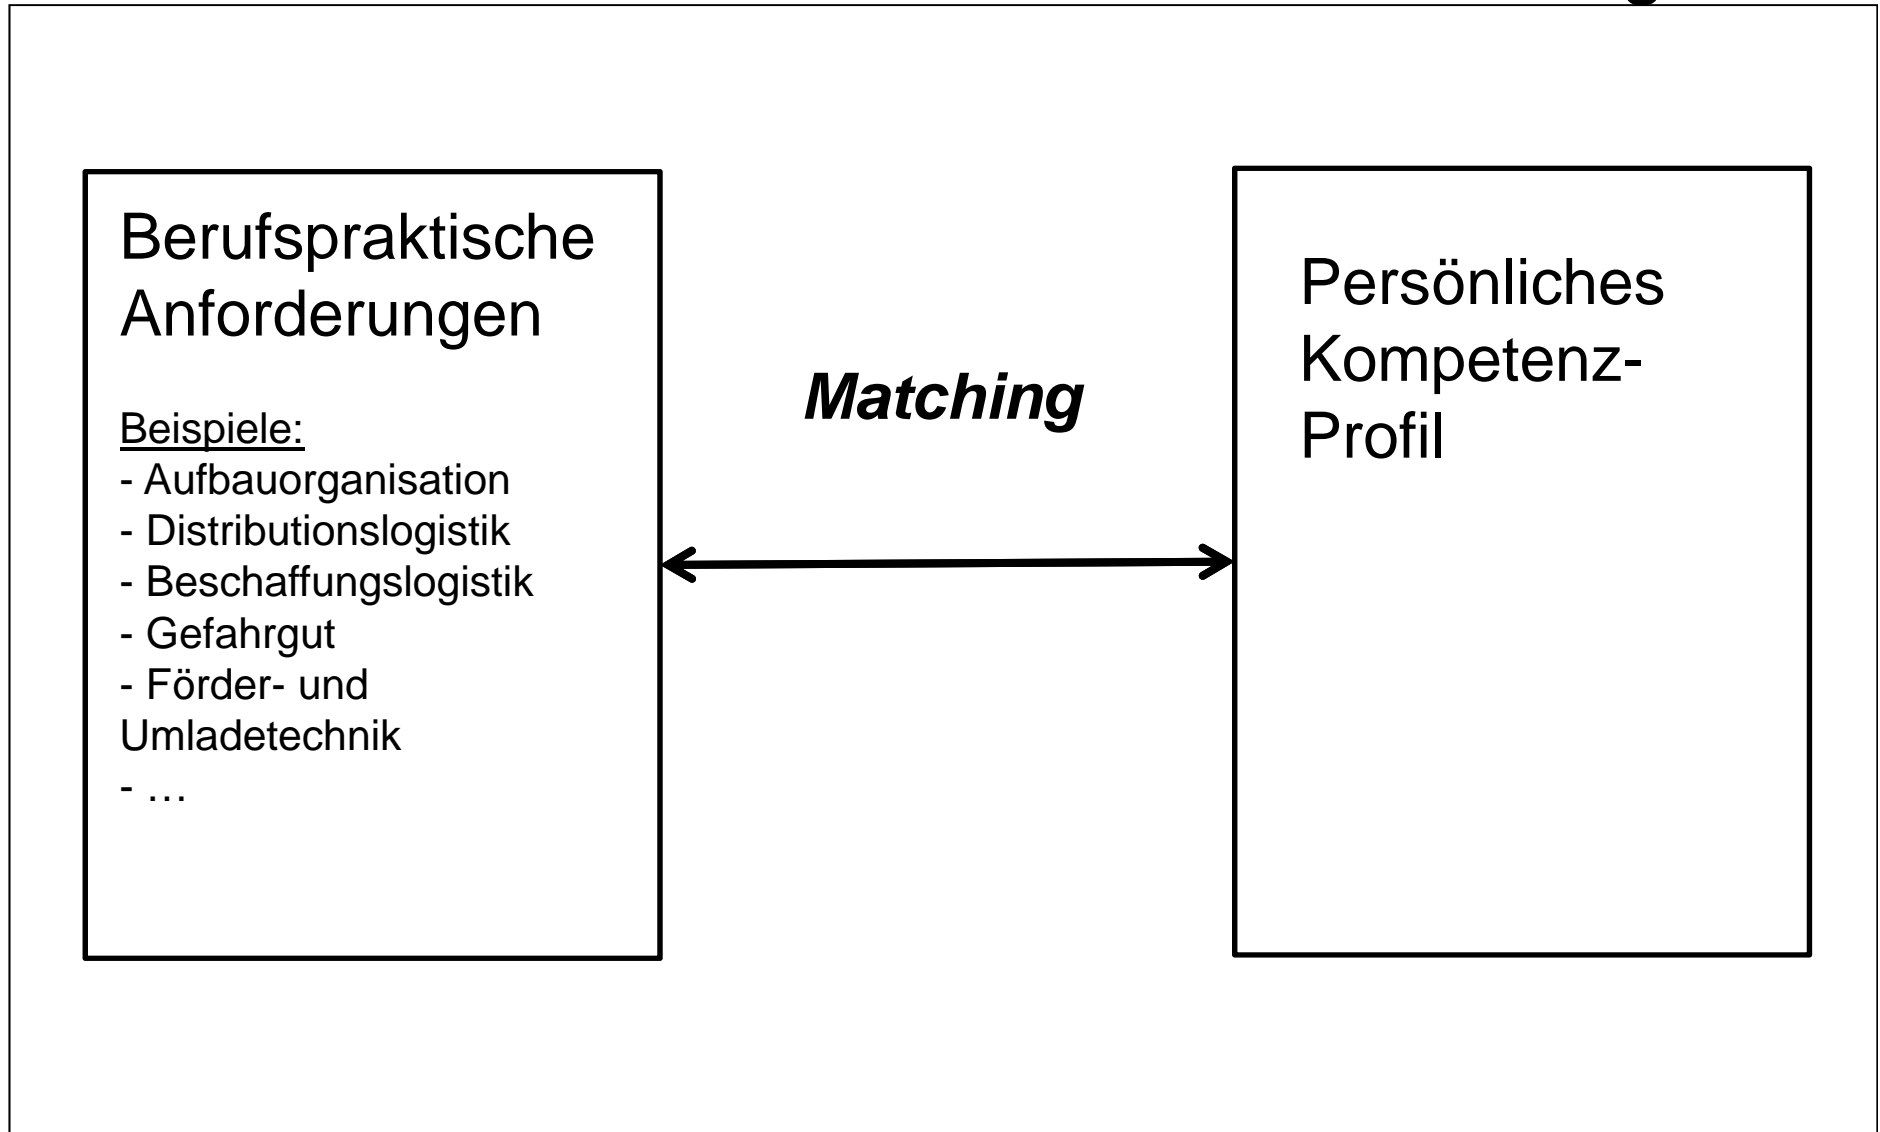 Berufspraktische
Anforderungen
Beispiele:
- Aufbauorganisation
- Distributionslogistik
- Beschaffungslogistik
- Gefahrgut
- Förder- und
Umladetechnik
- …
Matching
Persönliches
Kompetenz-
Profil